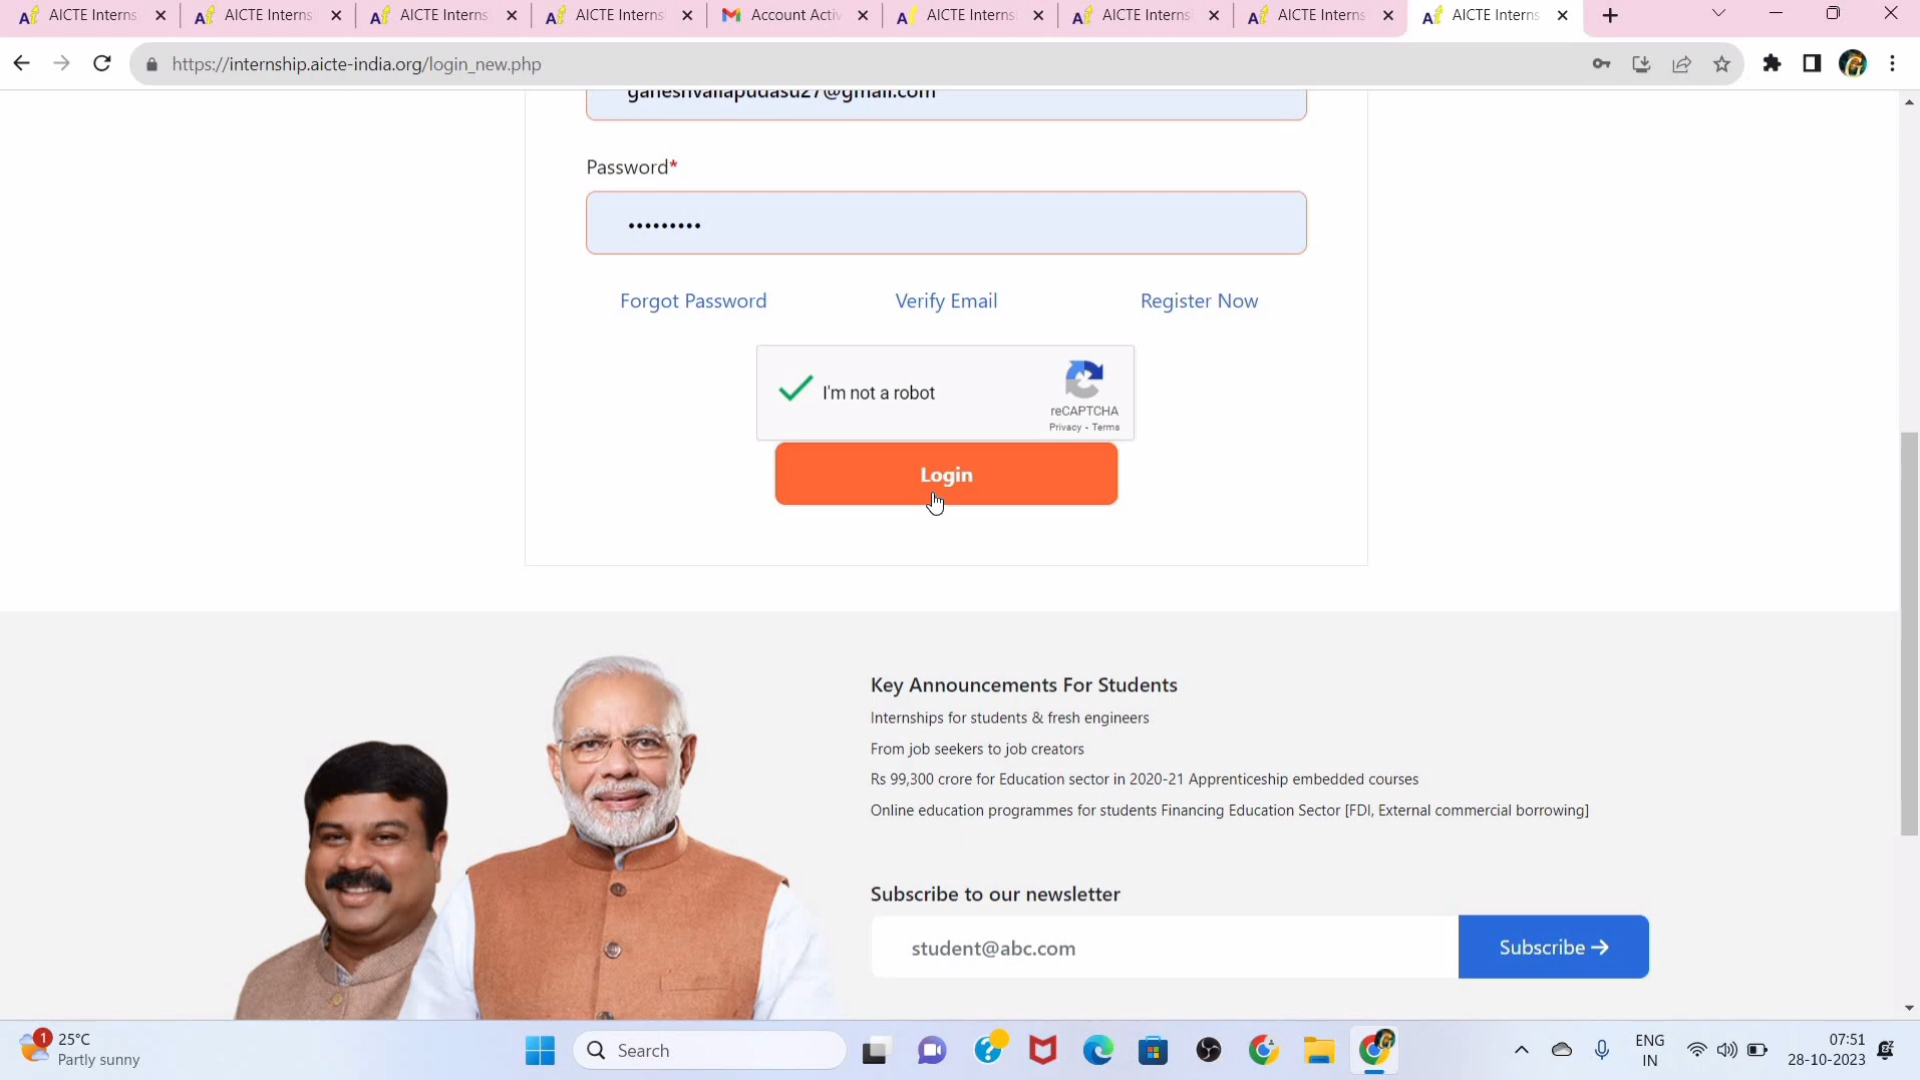 AICTE Interns
AICTE Interns
AICTE Interns
AICTE Interns
Account Activ
AICTE Interns
AICTE Interns
AICTE Interns
AICTE Interns
https://internship.aicte-india.org/login_new.php
Password*
•••••••••
Forgot Password
Verify Email
Register Now
I'm not a robot
reCAPTCHA
Privacy - Terms
Login
Key Announcements For Students
Internships for students & fresh engineers
From job seekers to job creators
Rs 99,300 crore for Education sector in 2020-21 Apprenticeship embedded courses
Online education programmes for students Financing Education Sector [FDI, External commercial borrowing]
Subscribe to our newsletter
student@abc.com
Subscribe →
1
25°C
Partly sunny
Search
ENG
IN
07:51
28-10-2023